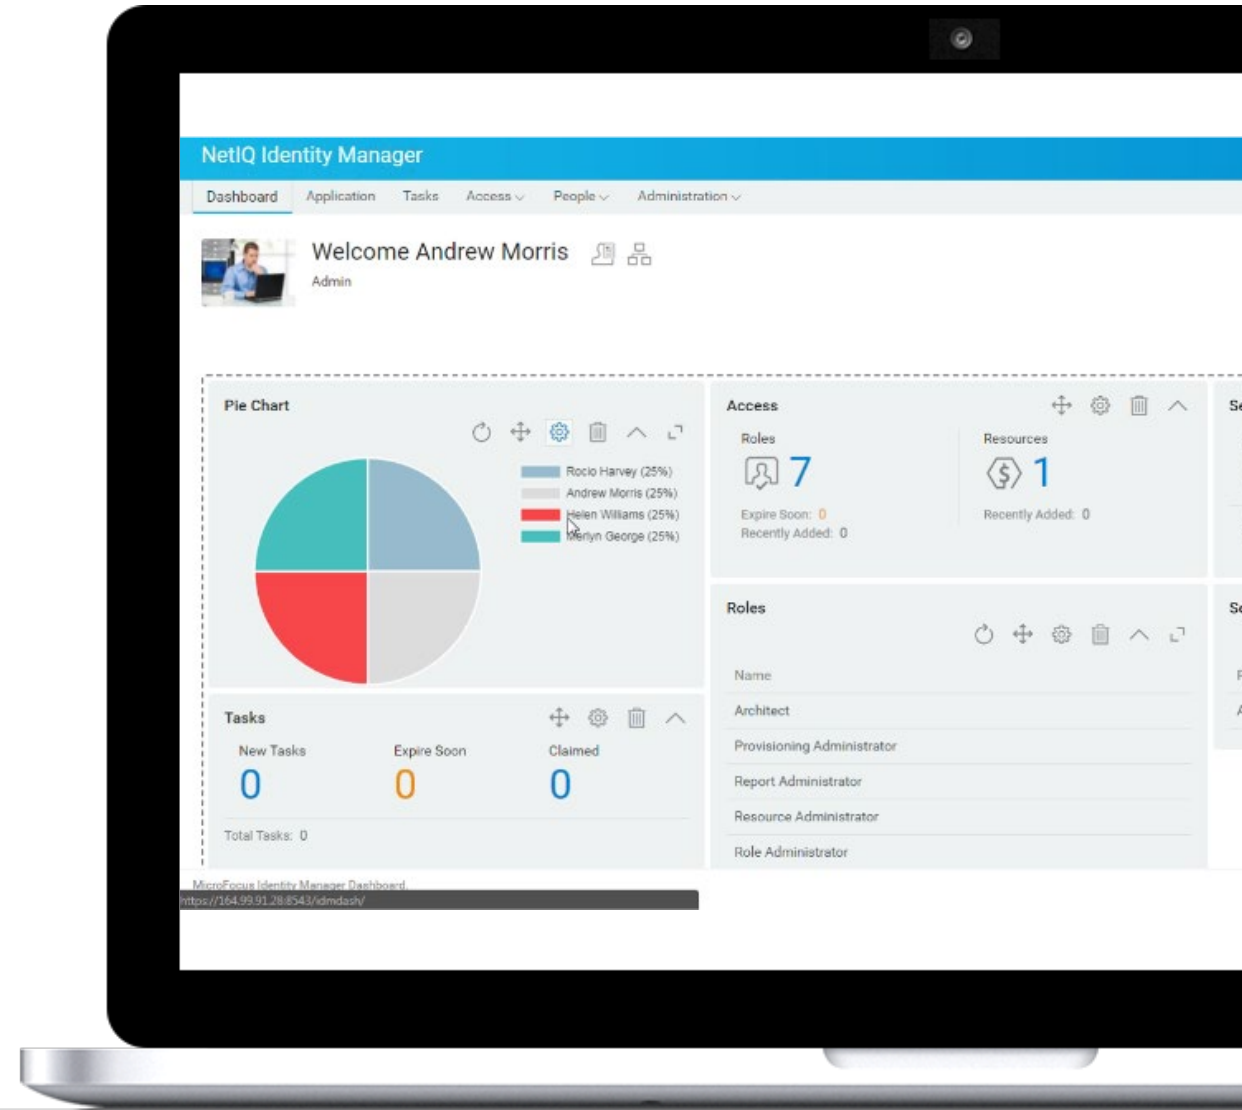 NetIQ Identity Manager
Dashboard Application Tasks Access People Administration
Welcome Andrew Morris
Admin
Pie Chart
Rocio Harvey (25%)
Andrew Morris (25%)
Helen Williams (25%)
Merlyn George (25%)
Access
Roles
7
Expire Soon: 0
Recently Added: 0
Resources
$ 1
Recently Added: 0
Tasks
New Tasks Expire Soon Claimed
0 0 0
Total Tasks: 0
Roles
Name
Architect
Provisioning Administrator
Report Administrator
Resource Administrator
Role Administrator
MicroFocus Identity Manager Dashboard.
https://164.99.91.28:8543/idmdash/